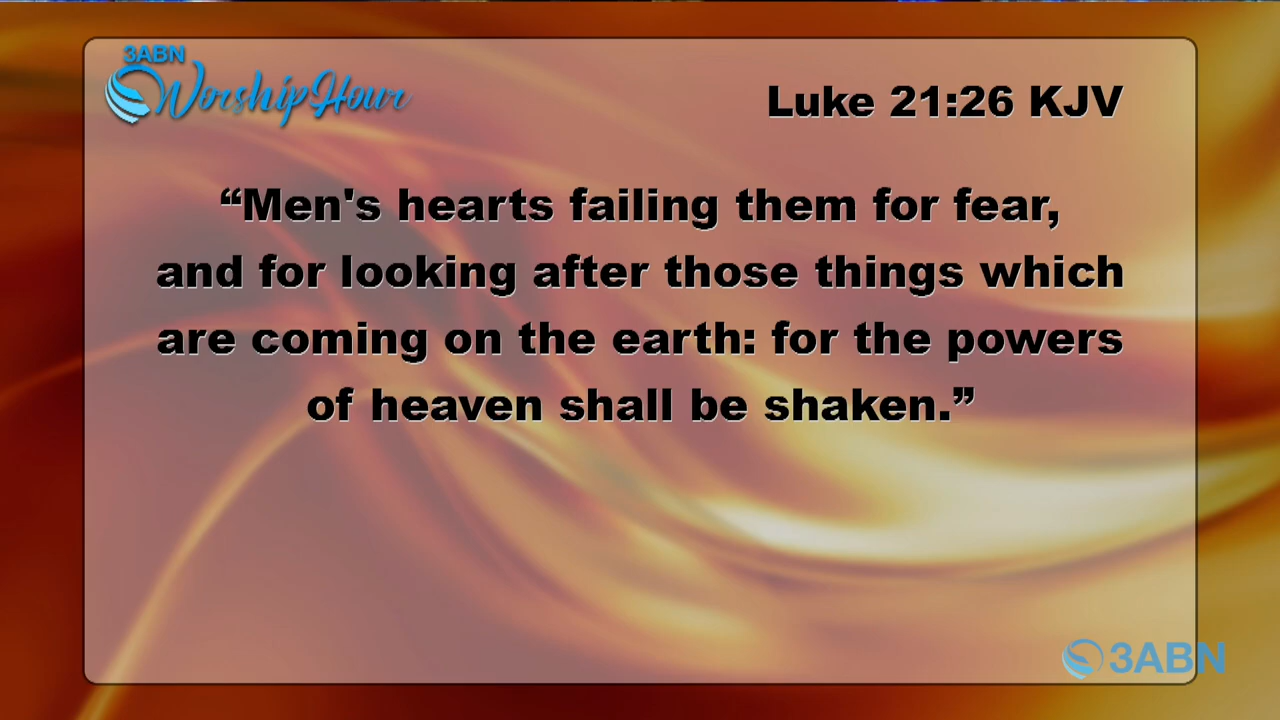 3ABN
Worship Hour
Luke 21:26 KJV
“Men's hearts failing them for fear,
and for looking after those things which
are coming on the earth: for the powers
of heaven shall be shaken.”
3ABN